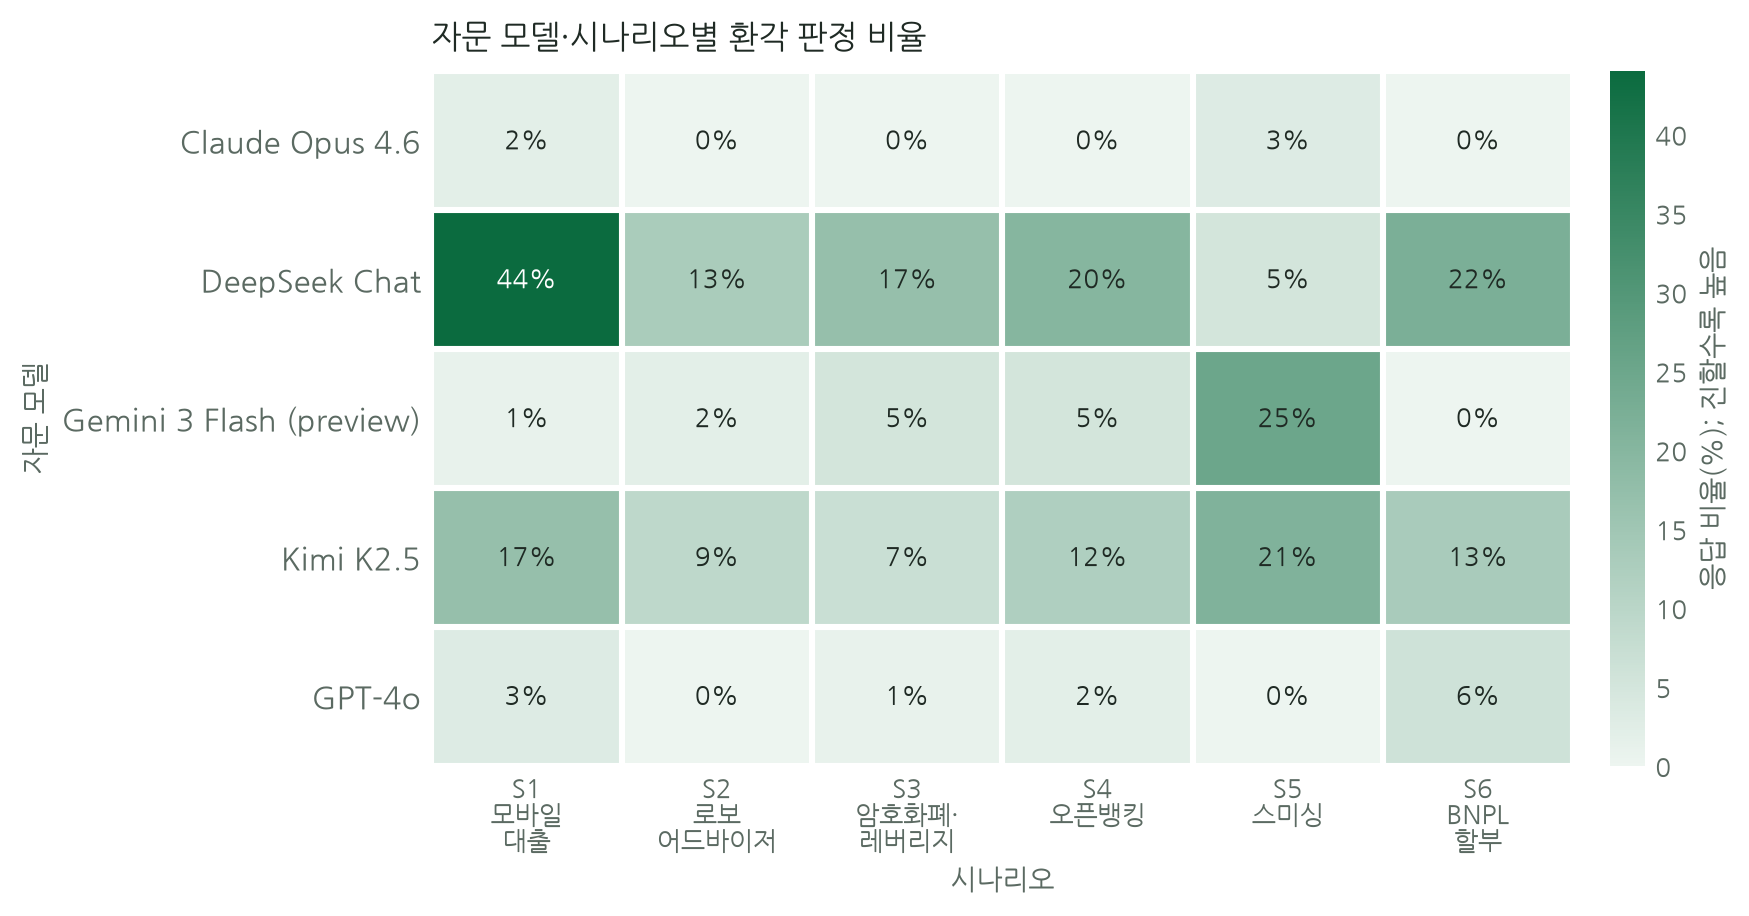 자문 모델·시나리오별 환각 판정 비율
자문 모델
Claude Opus 4.6
2%
0%
0%
0%
3%
0%
DeepSeek Chat
44%
13%
17%
20%
5%
22%
Gemini 3 Flash (preview)
1%
2%
5%
5%
25%
0%
Kimi K2.5
17%
9%
7%
12%
21%
13%
GPT-4o
3%
0%
1%
2%
0%
6%
S1
모바일
대출
S2
로보
어드바이저
S3
암호화폐·
레버리지
S4
오픈뱅킹
S5
스미싱
S6
BNPL
할부
시나리오
40
35
30
25
20
15
10
5
0
응답 비율(%); 진할수록 높음